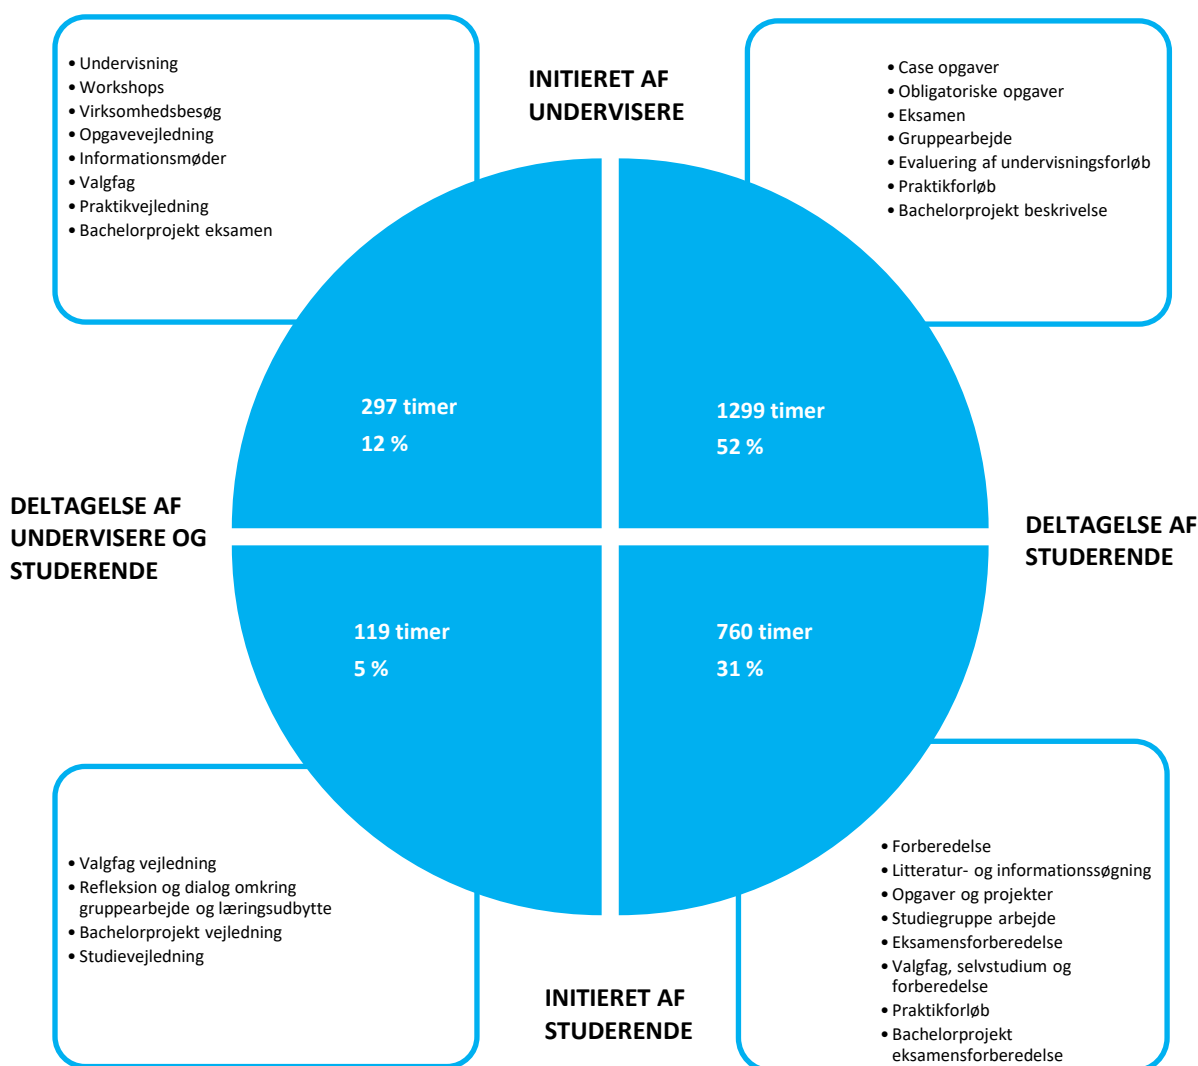 • Undervisning
• Workshops
• Virksomhedsbesøg
• Opgavevejledning
• Informationsmøder
• Valgfag
• Praktikvejledning
• Bachelorprojekt eksamen
INITIERET AF
UNDERVISERE
• Case opgaver
• Obligatoriske opgaver
• Eksamen
• Gruppearbejde
• Evaluering af undervisningsforløb
• Praktikforløb
• Bachelorprojekt beskrivelse
297 timer
12 %
1299 timer
52 %
DELTAGELSE AF
UNDERVISERE OG
STUDERENDE
DELTAGELSE AF
STUDERENDE
119 timer
5 %
760 timer
31 %
• Valgfag vejledning
• Refleksion og dialog omkring
gruppearbejde og læringsudbytte
• Bachelorprojekt vejledning
• Studievejledning
INITIERET AF
STUDERENDE
• Forberedelse
• Litteratur- og informationssøgning
• Opgaver og projekter
• Studiegruppe arbejde
• Eksamensforberedelse
• Valgfag, selvstudium og
forberedelse
• Praktikforløb
• Bachelorprojekt
eksamensforberedelse